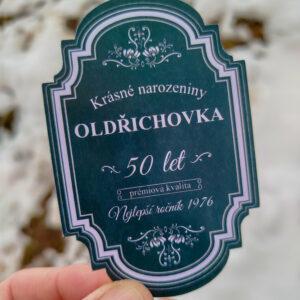 Krásné narozeniny
OLDŘICHOVKA
50 let
prémiová kvalita
Nejlepší ročník 1976